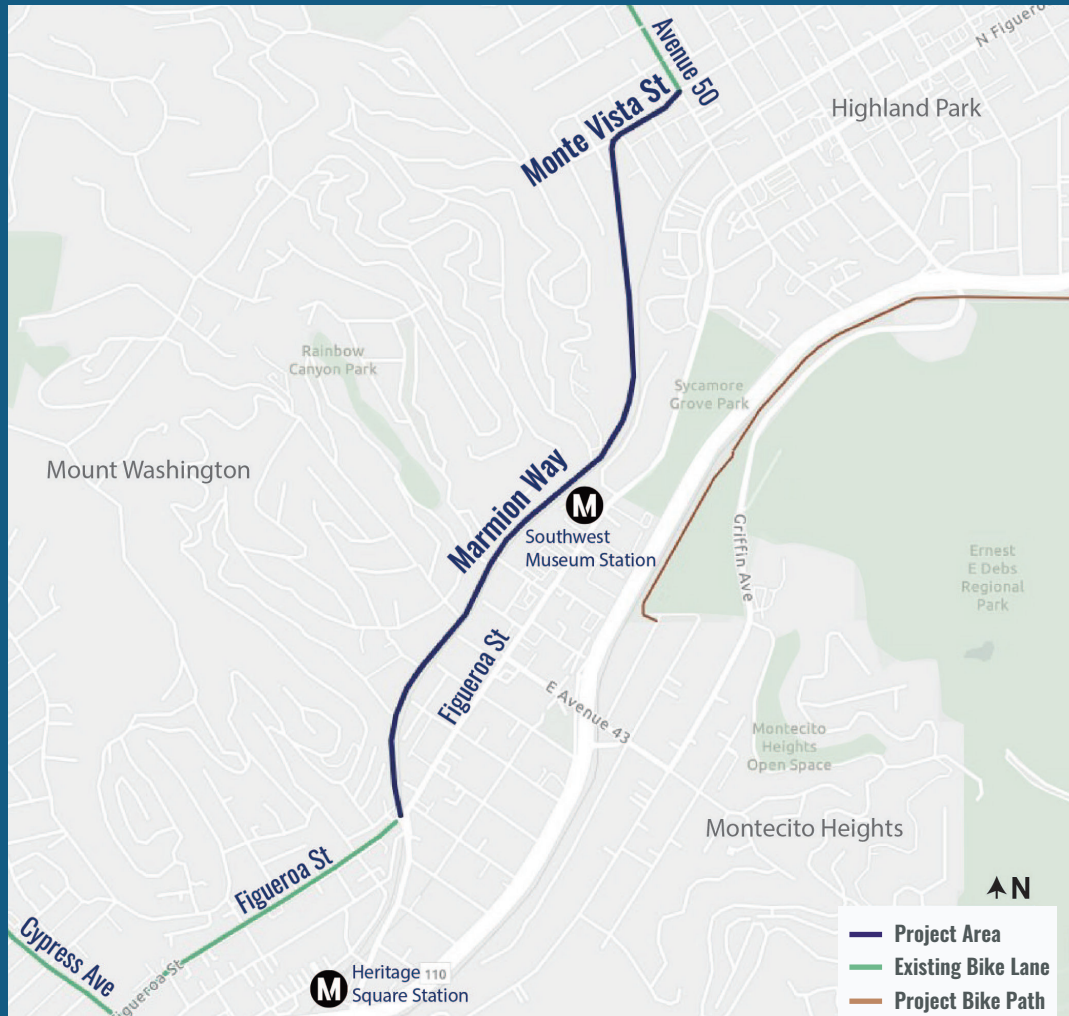 Avenue 50
N Figuero
Monte Vista St
Highland Park
Rainbow
Canyon Park
Sycamore
Grove Park
Mount Washington
Marmion Way
M
Southwest
Museum Station
Griffin Ave
Ernest
E Debs
Regional
Park
Figueroa St
E Avenue 43
Montecito
Heights
Open Space
Montecito Heights
Figueroa St
N
Cypress Ave
Figueroa St
M
Heritage
Square Station
110
Project Area
Existing Bike Lane
Project Bike Path